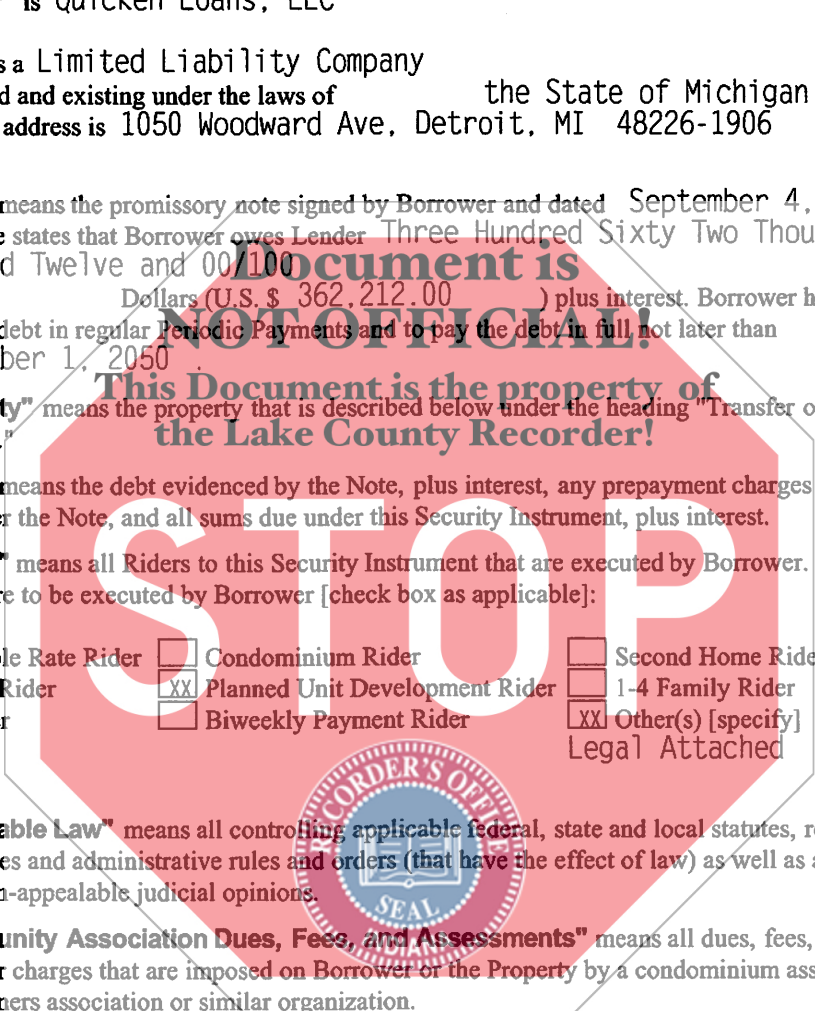 is Quicken Loans, LLC
s a Limited Liability Company
d and existing under the laws of the State of Michigan
address is 1050 Woodward Ave, Detroit, MI 48226-1906
means the promissory note signed by Borrower and dated September 4,
e states that Borrower owes Lender Three Hundred Sixty Two Thou
d Twelve and 00/100
Document is
Dollars (U.S. $ 362,212.00 ) plus interest. Borrower h
NOT OFFICIAL!
debt in regular Periodic Payments and to pay the debt in full not later than
ber 1, 2050 .
This Document is the property of
ty" means the property that is described below under the heading "Transfer o
the Lake County Recorder!
."
means the debt evidenced by the Note, plus interest, any prepayment charges
r the Note, and all sums due under this Security Instrument, plus interest.
STOP
" means all Riders to this Security Instrument that are executed by Borrower.
e to be executed by Borrower [check box as applicable]:
le Rate Rider Condominium Rider Second Home Ride
Rider XX Planned Unit Development Rider 1-4 Family Rider
r Biweekly Payment Rider XX Other(s) [specify]
Legal Attached
RECORDER'S OFFICE
able Law" means all controlling applicable federal, state and local statutes, r
es and administrative rules and orders (that have the effect of law) as well as a
n-appealable judicial opinions.
SEAL
INDIANA
unity Association Dues, Fees, and Assessments" means all dues, fees,
r charges that are imposed on Borrower or the Property by a condominium ass
ners association or similar organization.